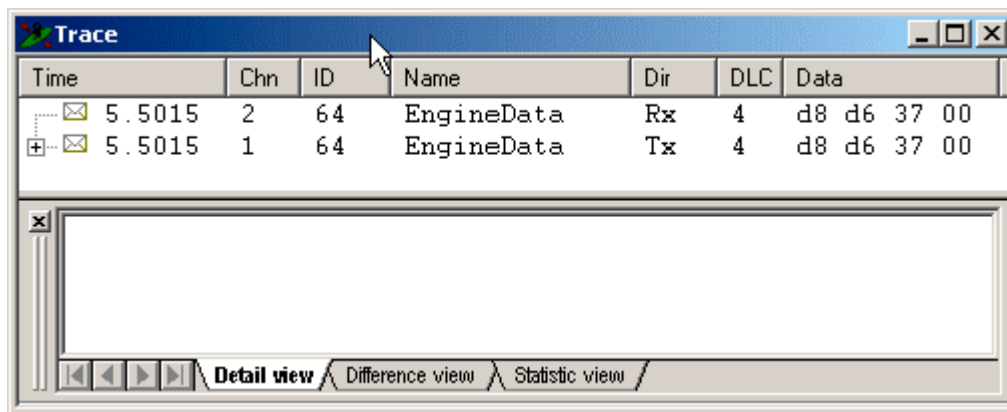 Trace
Time Chn ID Name Dir DLC Data
5.5015 2 64 EngineData Rx 4 d8 d6 37 00
5.5015 1 64 EngineData Tx 4 d8 d6 37 00
Detail view Difference view Statistic view